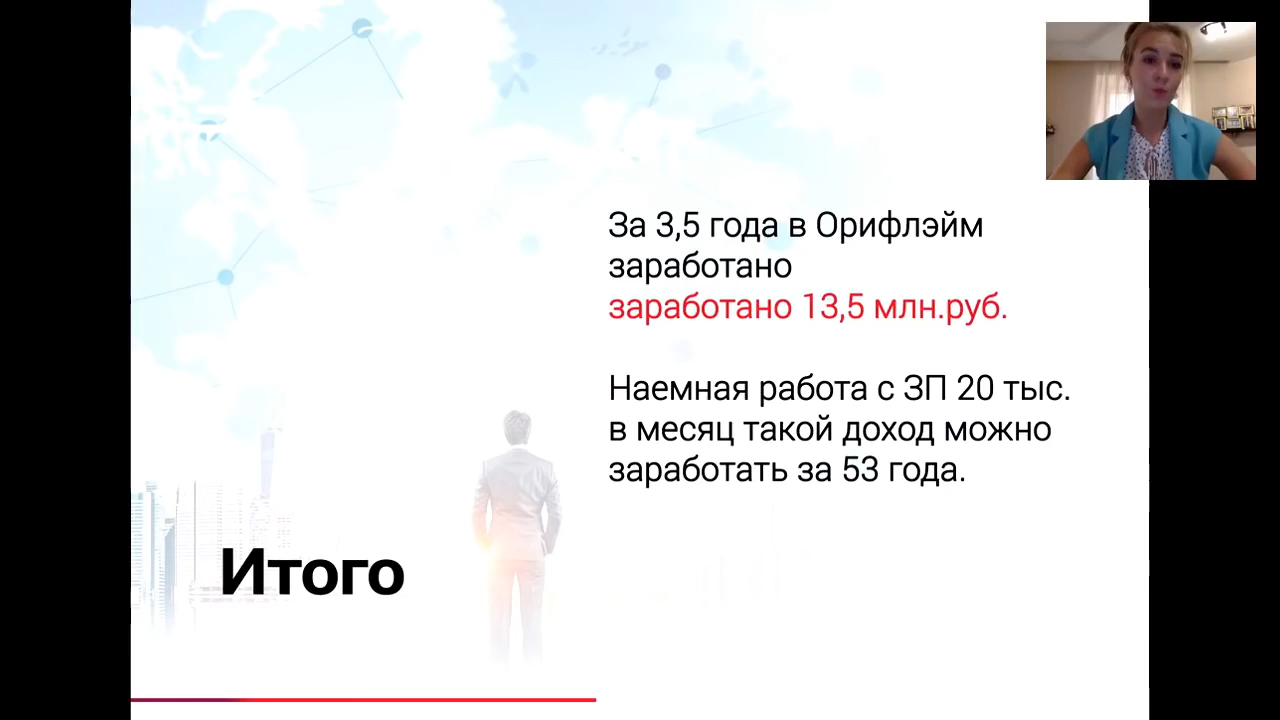 За 3,5 года в Орифлэйм
заработано
заработано 13,5 млн.руб.
Наемная работа с ЗП 20 тыс.
в месяц такой доход можно
заработать за 53 года.
Итого